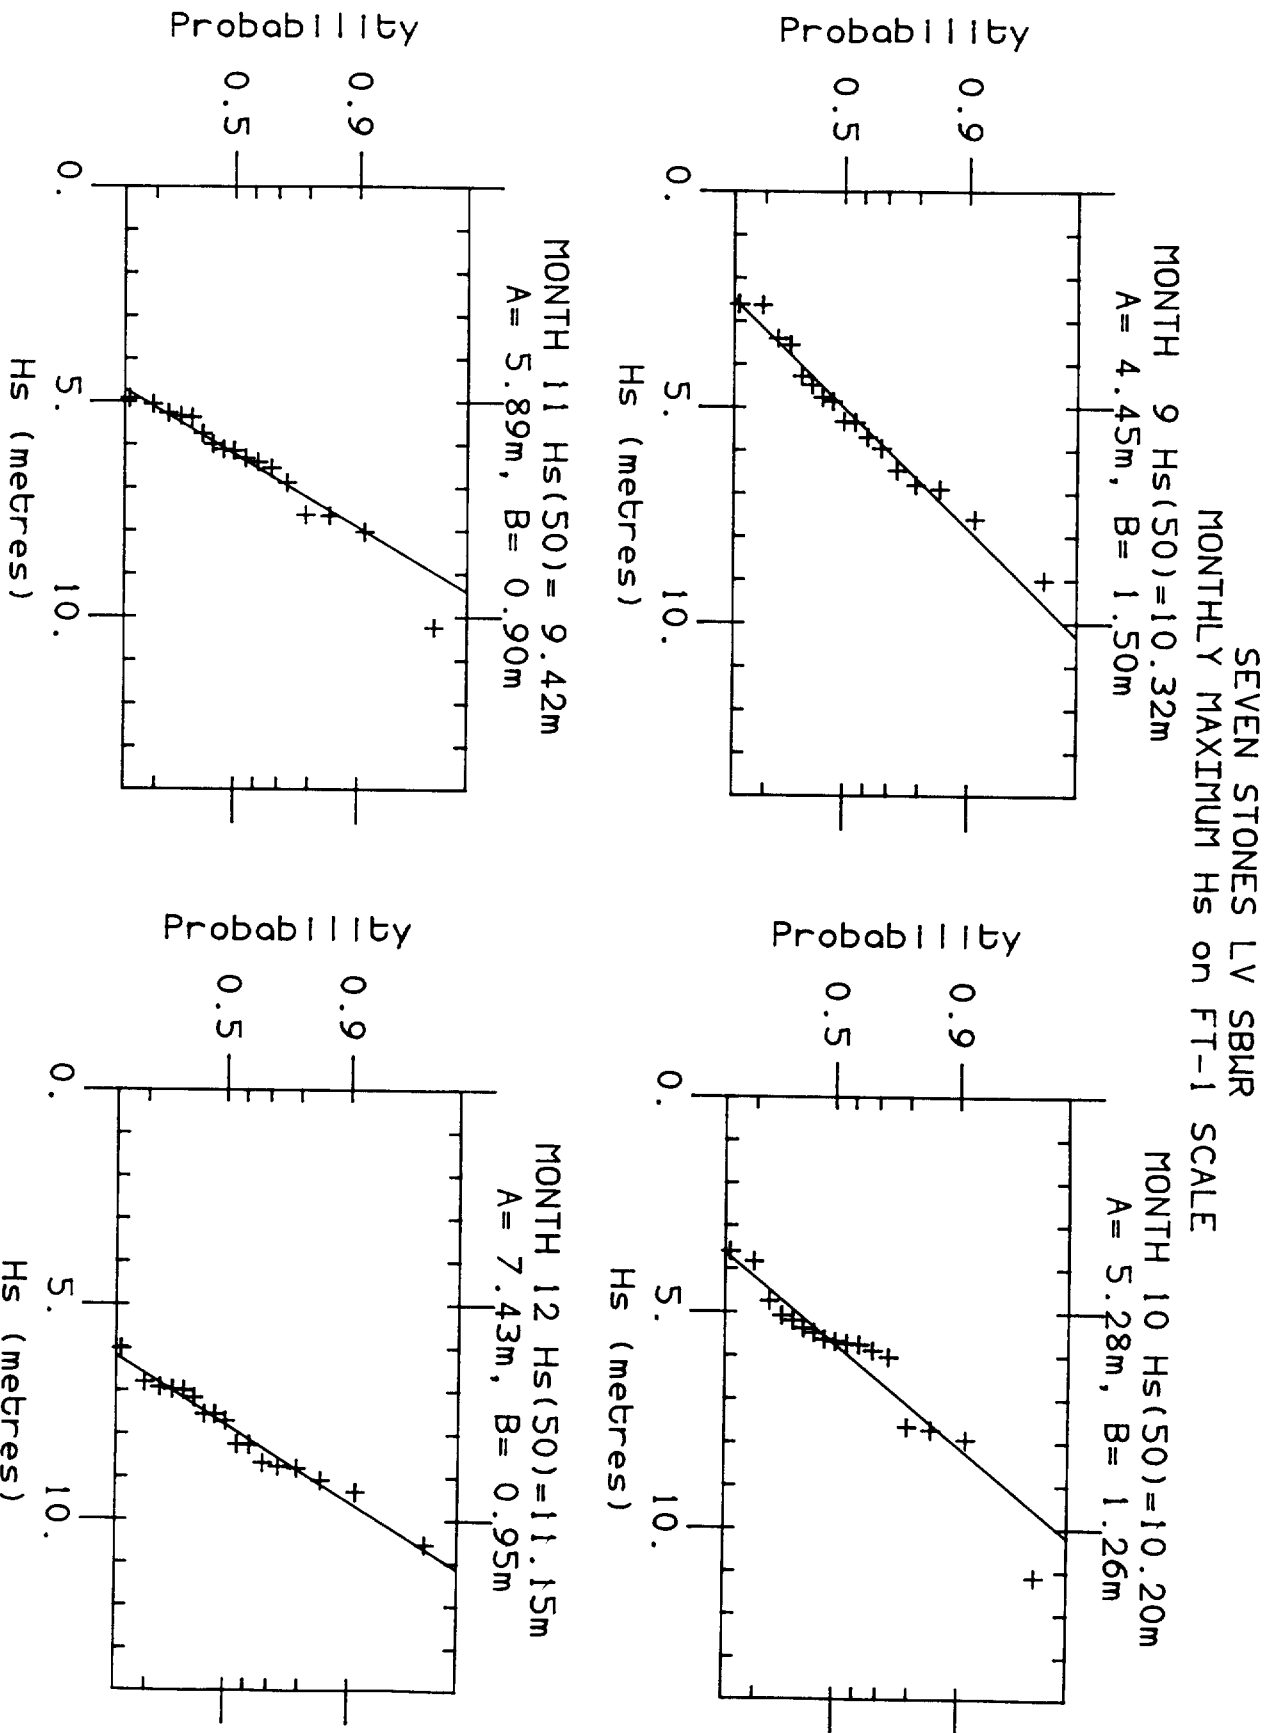 SEVEN STONES LV SBWR
MONTHLY MAXIMUM Hs on FT-1 SCALE
MONTH 9 Hs(50)=10.32m
A= 4.45m, B= 1.50m
Probability
0.9
0.5
0. 5. 10.
Hs (metres)
MONTH 10 Hs(50)=10.20m
A= 5.28m, B= 1.26m
Probability
0.9
0.5
0. 5. 10.
Hs (metres)
MONTH 11 Hs(50)= 9.42m
A= 5.89m, B= 0.90m
Probability
0.9
0.5
0. 5. 10.
Hs (metres)
MONTH 12 Hs(50)=11.15m
A= 7.43m, B= 0.95m
Probability
0.9
0.5
0. 5. 10.
Hs (metres)